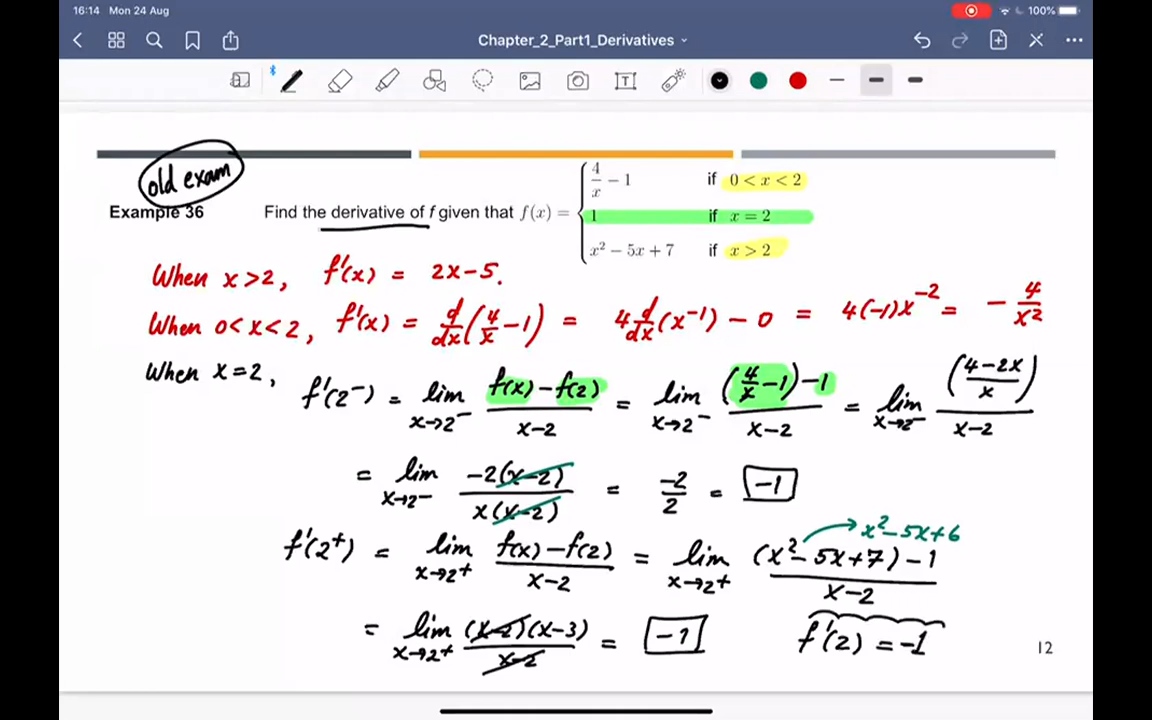 16:14 Mon 24 Aug 100%
Chapter_2_Part1_Derivatives
old exam
Example 36 Find the derivative of f given that f(x) = { 4/x − 1 if 0 < x < 2
1 if x = 2
x² − 5x + 7 if x > 2
When x>2, f'(x) = 2x−5.
When 0<x<2, f'(x) = d/dx(4/x −1) = 4 d/dx(x⁻¹) − 0 = 4(−1)x⁻² = −4/x²
When x=2, f'(2⁻) = lim x→2⁻ (f(x)−f(2))/(x−2) = lim x→2⁻ ((4/x −1)−1)/(x−2) = lim x→2⁻ ((4−2x)/x)/(x−2)
= lim x→2⁻ −2(x−2)/x(x−2) = −2/2 = −1
f'(2⁺) = lim x→2⁺ (f(x)−f(2))/(x−2) = lim x→2⁺ ((x²−5x+7)−1)/(x−2) x²−5x+6
= lim x→2⁺ (x−2)(x−3)/(x−2) = −1 f'(2) = −1
12